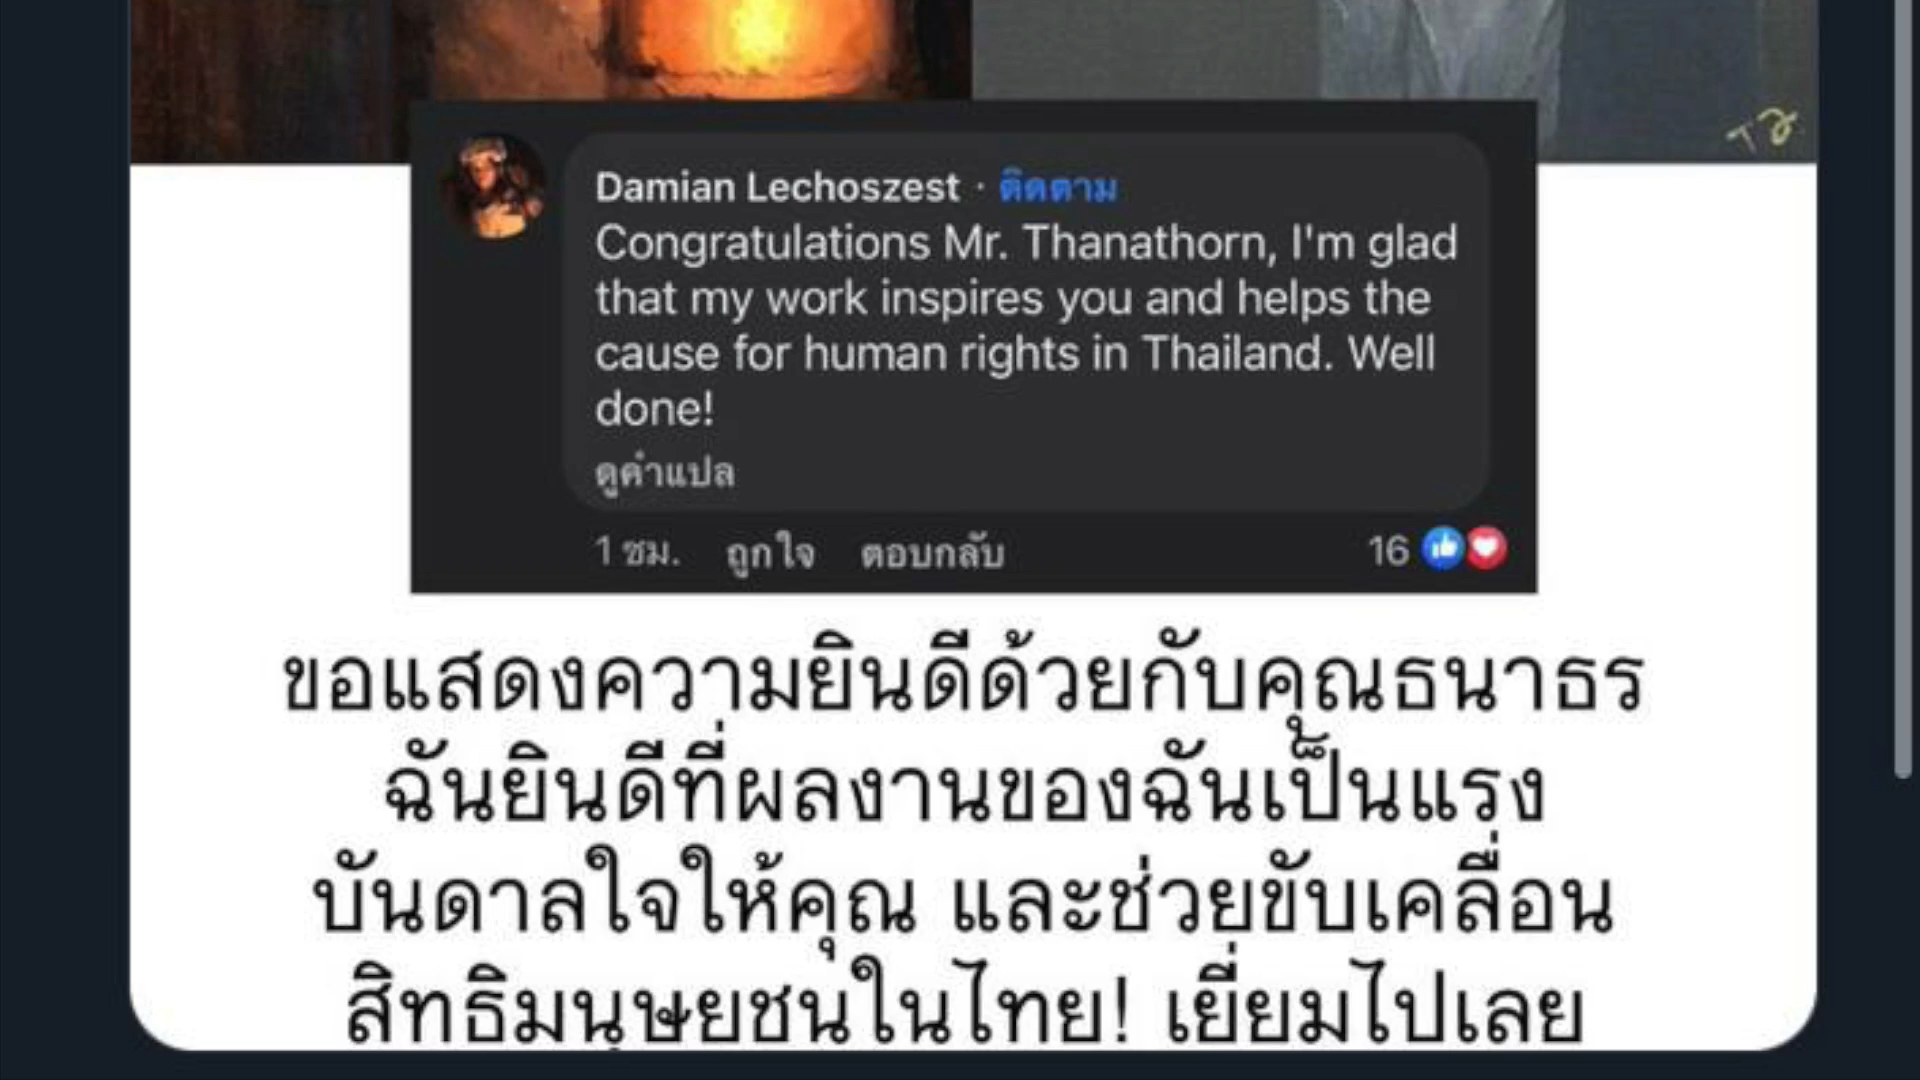 Damian Lechoszest · ติดตาม
Congratulations Mr. Thanathorn, I'm glad
that my work inspires you and helps the
cause for human rights in Thailand. Well
done!
ดูคำแปล
1 ชม. ถูกใจ ตอบกลับ 16
ขอแสดงความยินดีด้วยกับคุณธนาธร
ฉันยินดีที่ผลงานของฉันเป็นแรง
บันดาลใจให้คุณ และช่วยขับเคลื่อน
สิทธิมนุษยชนในไทย! เยี่ยมไปเลย